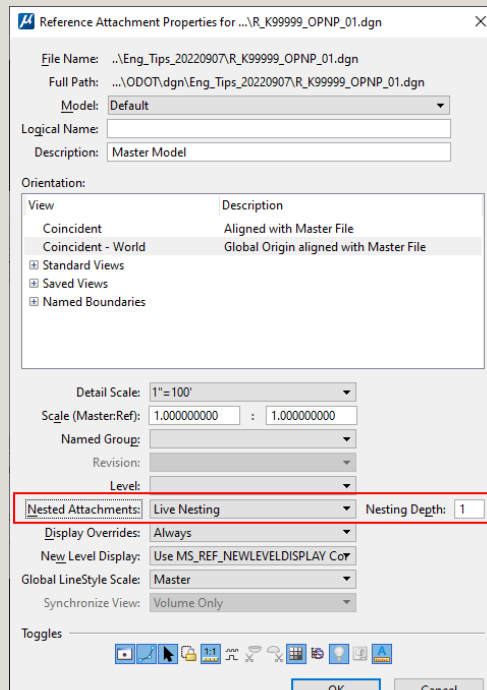 Reference Attachment Properties for ...\R_K99999_OPNP_01.dgn
File Name: ..\Eng_Tips_20220907\R_K99999_OPNP_01.dgn
Full Path: ...\ODOT\dgn\Eng_Tips_20220907\R_K99999_OPNP_01.dgn
Model: Default
Logical Name:
Description: Master Model
Orientation:
View Description
Coincident Aligned with Master File
Coincident - World Global Origin aligned with Master File
Standard Views
Saved Views
Named Boundaries
Detail Scale: 1"=100'
Scale (Master:Ref): 1.000000000 : 1.000000000
Named Group:
Revision:
Level:
Nested Attachments: Live Nesting Nesting Depth: 1
Display Overrides: Always
New Level Display: Use MS_REF_NEWLEVELDISPLAY Cor
Global LineStyle Scale: Master
Synchronize View: Volume Only
Toggles
1:1 A
OK Cancel